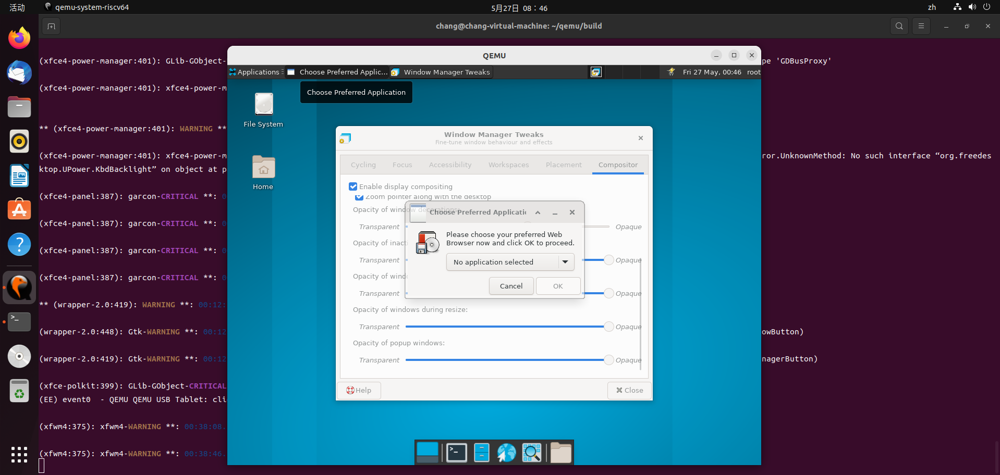 活动
qemu-system-riscv64
5月27日 08：46
zh
chang@chang-virtual-machine: ~/qemu/build
(xfce4-power-manager:401): GLib-GObject-
pe 'GDBusProxy'
(xfce4-power-manager:401): xfce4-power-m
** (xfce4-power-manager:401): WARNING **
(xfce4-power-manager:401): xfce4-power-m
ror.UnknownMethod: No such interface “org.freedes
ktop.UPower.KbdBacklight” on object at p
(xfce4-panel:387): garcon-CRITICAL **: 0
(xfce4-panel:387): garcon-CRITICAL **: 0
(xfce4-panel:387): garcon-CRITICAL **: 0
(xfce4-panel:387): garcon-CRITICAL **: 0
** (wrapper-2.0:419): WARNING **: 00:12:
(wrapper-2.0:448): Gtk-WARNING **: 00:12
owButton)
(wrapper-2.0:419): Gtk-WARNING **: 00:12
nagerButton)
(xfce-polkit:399): GLib-GObject-CRITICAL
(EE) event0  - QEMU QEMU USB Tablet: cli
(xfwm4:375): xfwm4-WARNING **: 00:38:08.
(xfwm4:375): xfwm4-WARNING **: 00:38:46.
QEMU
Applications
Choose Preferred Applic...
Window Manager Tweaks
Fri 27 May, 00:46
root
Choose Preferred Application
File System
Home
Window Manager Tweaks
Fine-tune window behaviour and effects
Cycling
Focus
Accessibility
Workspaces
Placement
Compositor
Enable display compositing
Zoom pointer along with the desktop
Opacity of window decorations:
Transparent
Opaque
Opacity of inact
Transparent
Opaque
Opacity of wind
Transparent
Opaque
Opacity of windows during resize:
Transparent
Opaque
Opacity of popup windows:
Transparent
Opaque
Help
Close
Choose Preferred Applicati
Please choose your preferred Web
Browser now and click OK to proceed.
No application selected
Cancel
OK